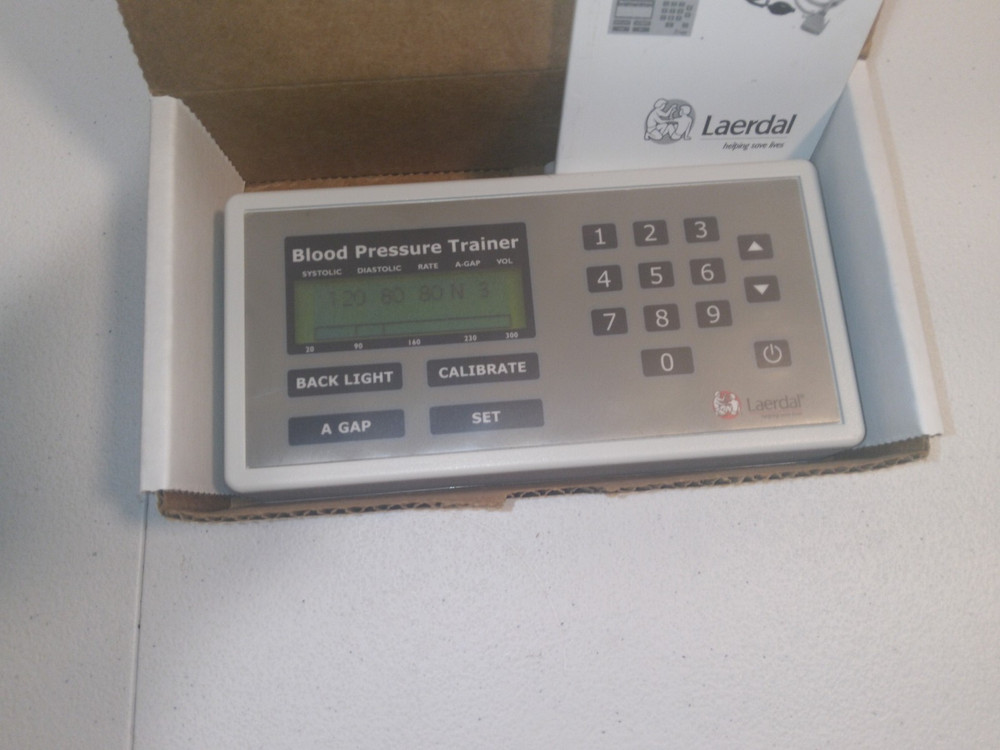 Laerdal
helping save lives
Blood Pressure Trainer
SYSTOLIC DIASTOLIC RATE A-GAP VOL
120 80 80 N 3
20 90 160 230 300
BACK LIGHT CALIBRATE
A GAP SET
1 2 3
4 5 6
7 8 9
0
Laerdal